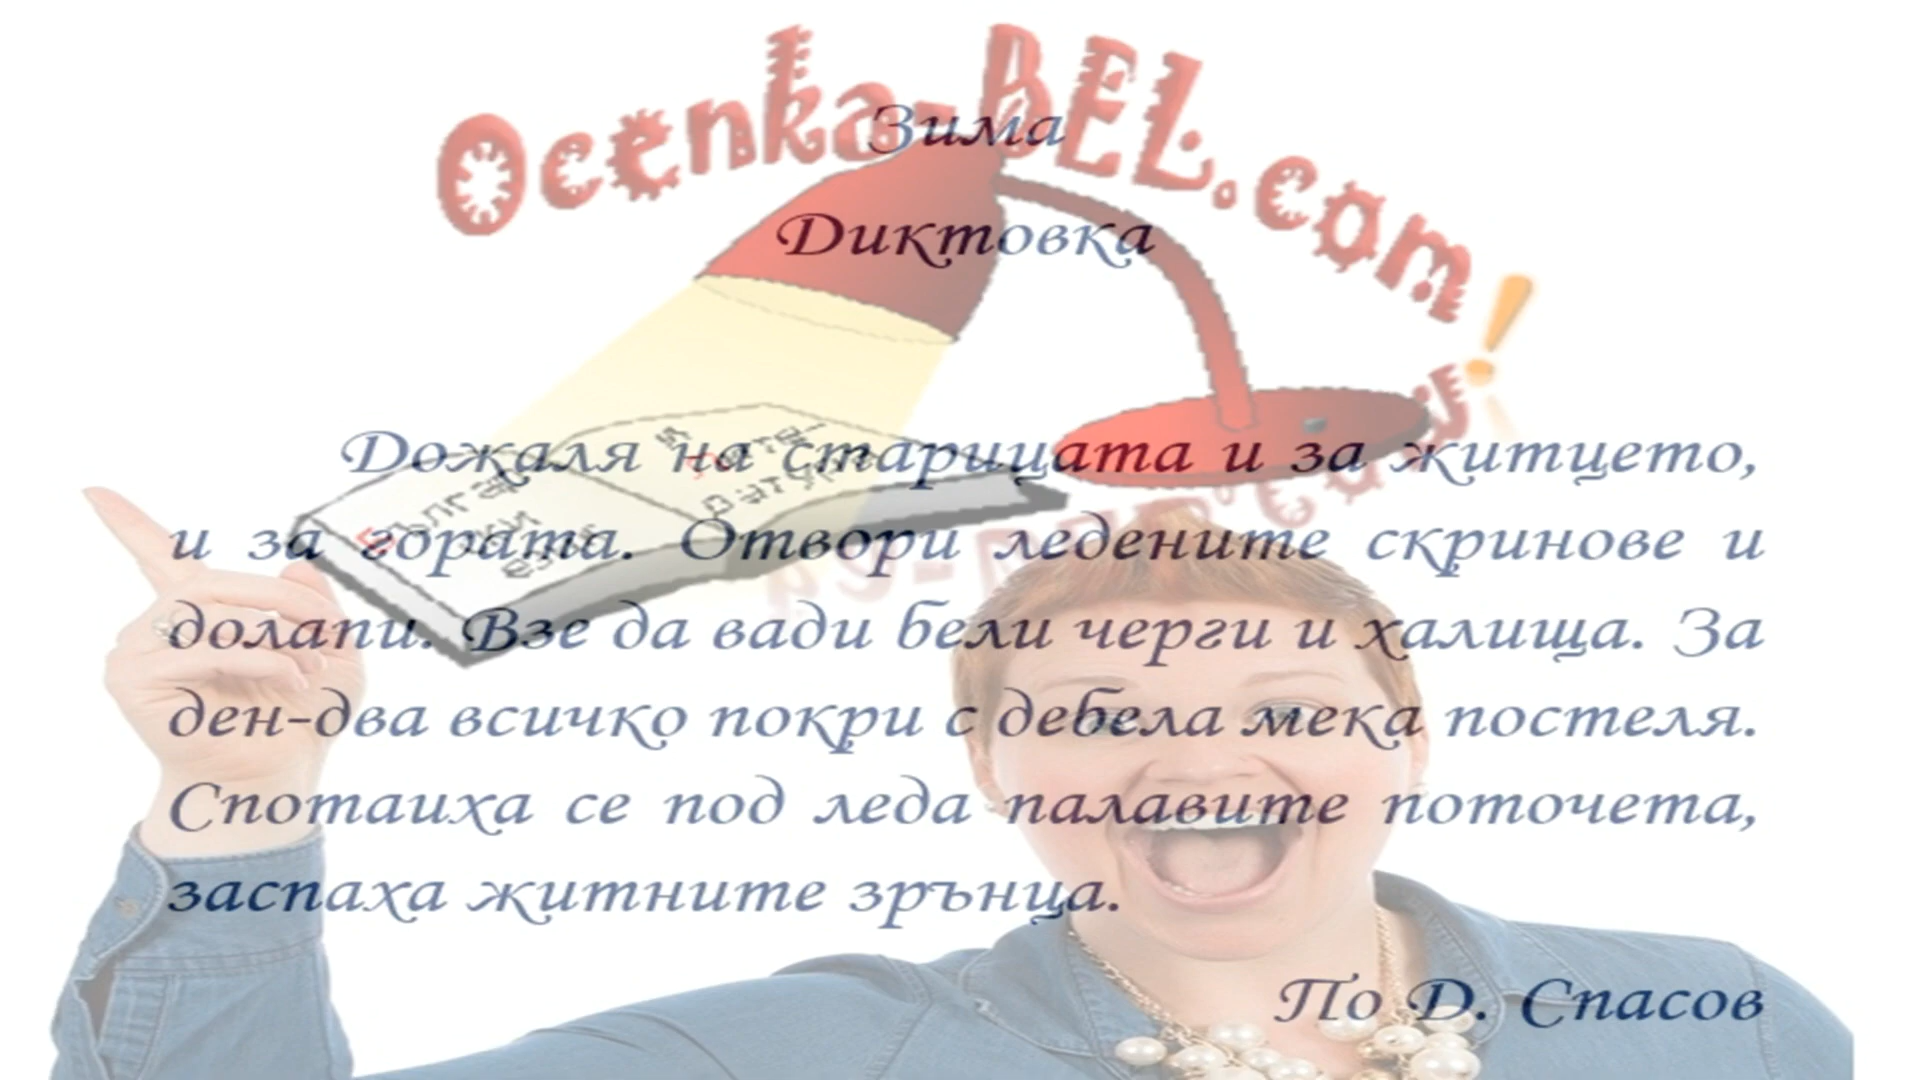 Ocenka-BEL.com!
Зима
Диктовка
Дожаля на старицата и за житцето,
и за гората. Отвори ледените скринове и
долапи. Взе да вади бели черги и халища. За
ден-два всичко покри с дебела мека постеля.
Спотаиха се под леда палавите поточета,
заспаха житните зрънца.
По Д. Спасов